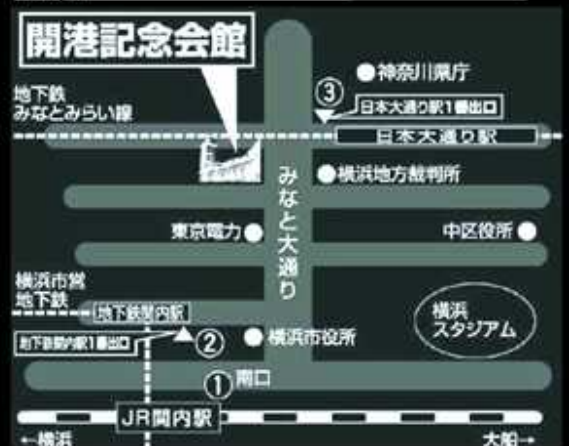 開港記念会館
●神奈川県庁
地下鉄
みなとみらい線
③
日本大通り駅1番出口
日本大通り駅
みなと大通り
●横浜地方裁判所
東京電力●
中区役所●
横浜市営
地下鉄
地下鉄関内駅
地下鉄関内駅1番出口
②
●横浜市役所
横浜
スタジアム
①
南口
JR関内駅
←横浜
大船→